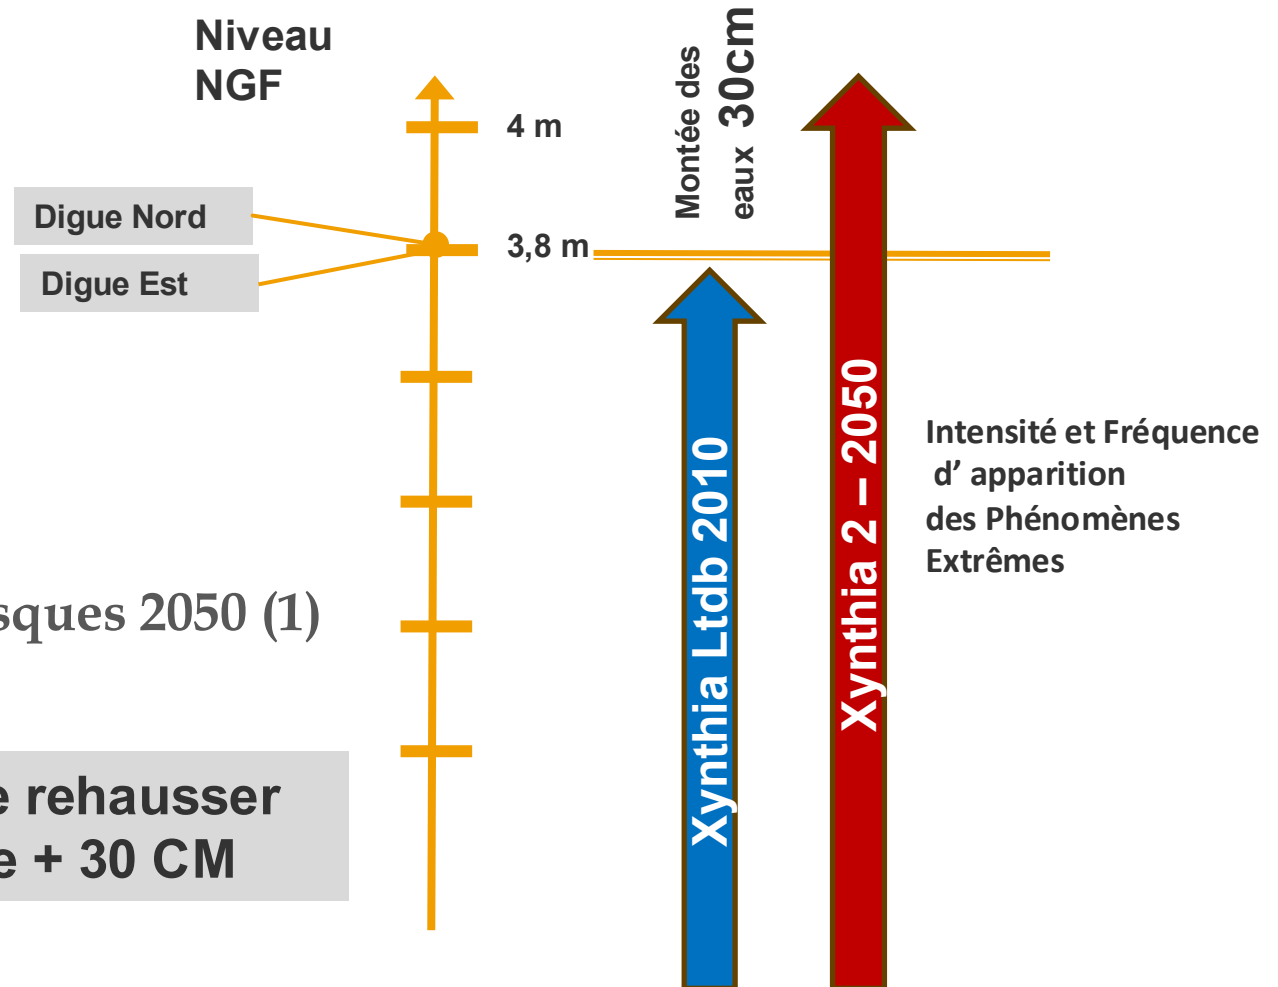 Niveau
NGF
4 m
Montée des
eaux 30cm
Digue Nord
3,8 m
Digue Est
Xynthia Ltdb 2010
Xynthia 2 – 2050
Intensité et Fréquence
d’ apparition
des Phénomènes
Extrêmes
sques 2050 (1)
e rehausser
e + 30 CM